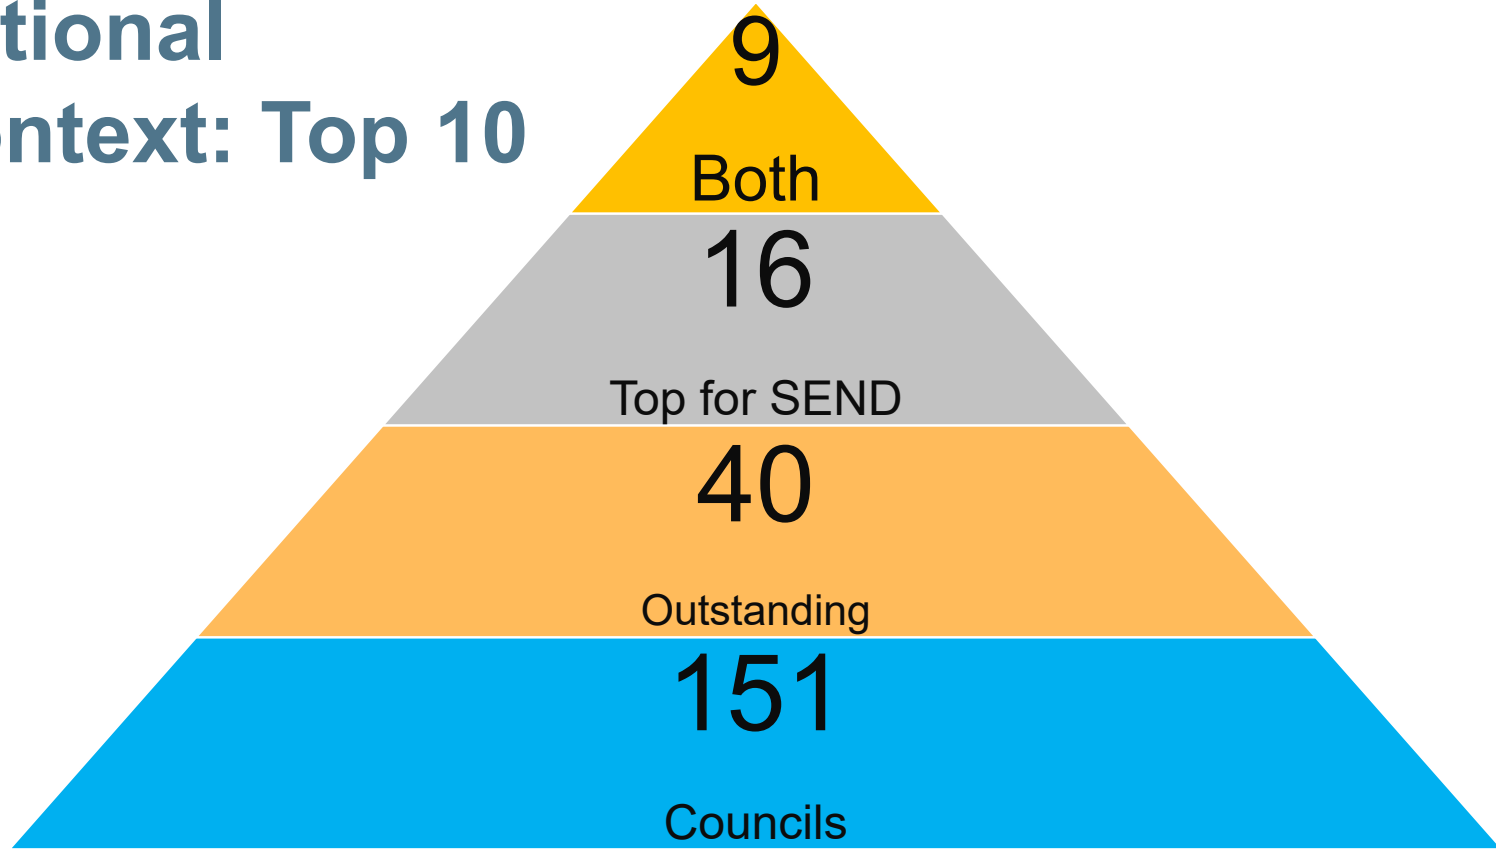 tional
ntext: Top 10
9
Both
16
Top for SEND
40
Outstanding
151
Councils